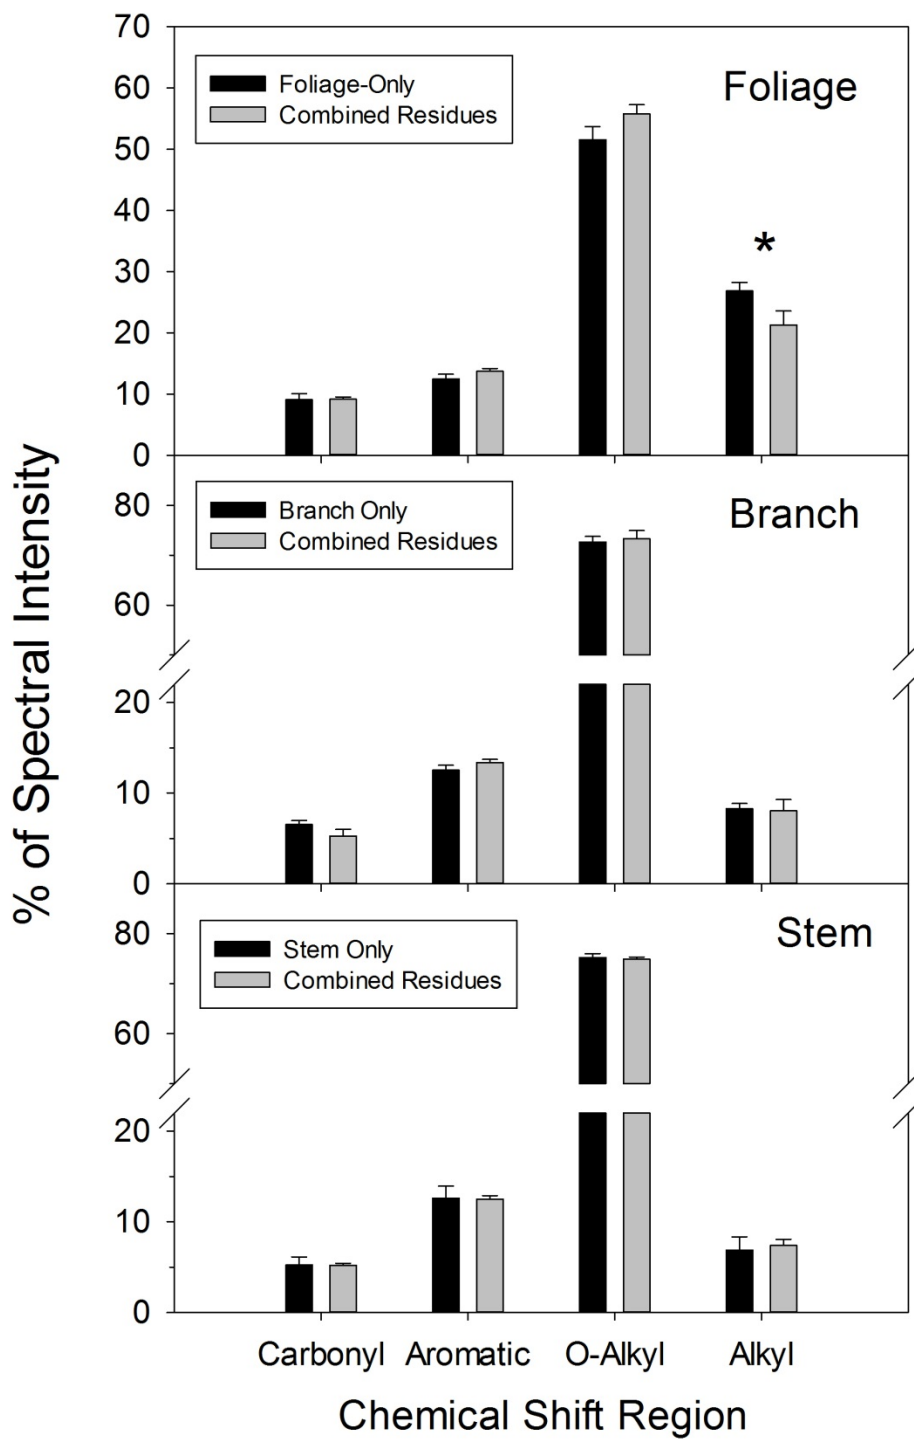 % of Spectral Intensity
70
60
50
40
30
20
10
0
Foliage-Only
Combined Residues
Foliage
*
80
60
20
10
0
Branch Only
Combined Residues
Branch
80
60
20
10
0
Stem Only
Combined Residues
Stem
Carbonyl Aromatic O-Alkyl Alkyl
Chemical Shift Region